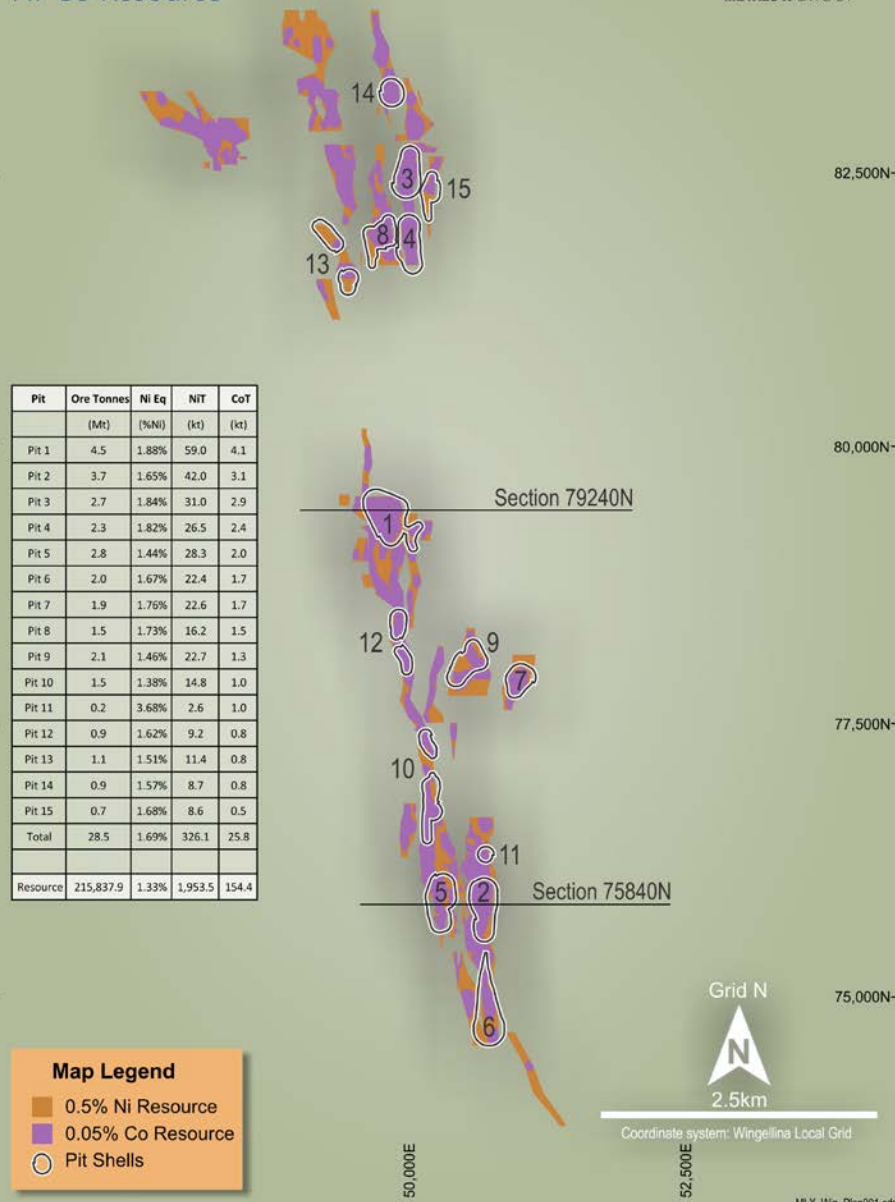 14
82,500N
3
15
8
4
13
Pit Ore Tonnes Ni Eq NiT CoT
(Mt) (%Ni) (kt) (kt)
Pit 1 4.5 1.88% 59.0 4.1
Pit 2 3.7 1.65% 42.0 3.1
Pit 3 2.7 1.84% 31.0 2.9
Pit 4 2.3 1.82% 26.5 2.4
Pit 5 2.8 1.44% 28.3 2.0
Pit 6 2.0 1.67% 22.4 1.7
Pit 7 1.9 1.76% 22.6 1.7
Pit 8 1.5 1.73% 16.2 1.5
Pit 9 2.1 1.46% 22.7 1.3
Pit 10 1.5 1.38% 14.8 1.0
Pit 11 0.2 3.68% 2.6 1.0
Pit 12 0.9 1.62% 9.2 0.8
Pit 13 1.1 1.51% 11.4 0.8
Pit 14 0.9 1.57% 8.7 0.8
Pit 15 0.7 1.68% 8.6 0.5
Total 28.5 1.69% 326.1 25.8
Resource 215,837.9 1.33% 1,953.5 154.4
80,000N
Section 79240N
1
12
9
7
77,500N
10
11
5
2
Section 75840N
75,000N
6
Grid N
N
2.5km
Coordinate system: Wingellina Local Grid
Map Legend
0.5% Ni Resource
0.05% Co Resource
Pit Shells
50,000E
52,500E